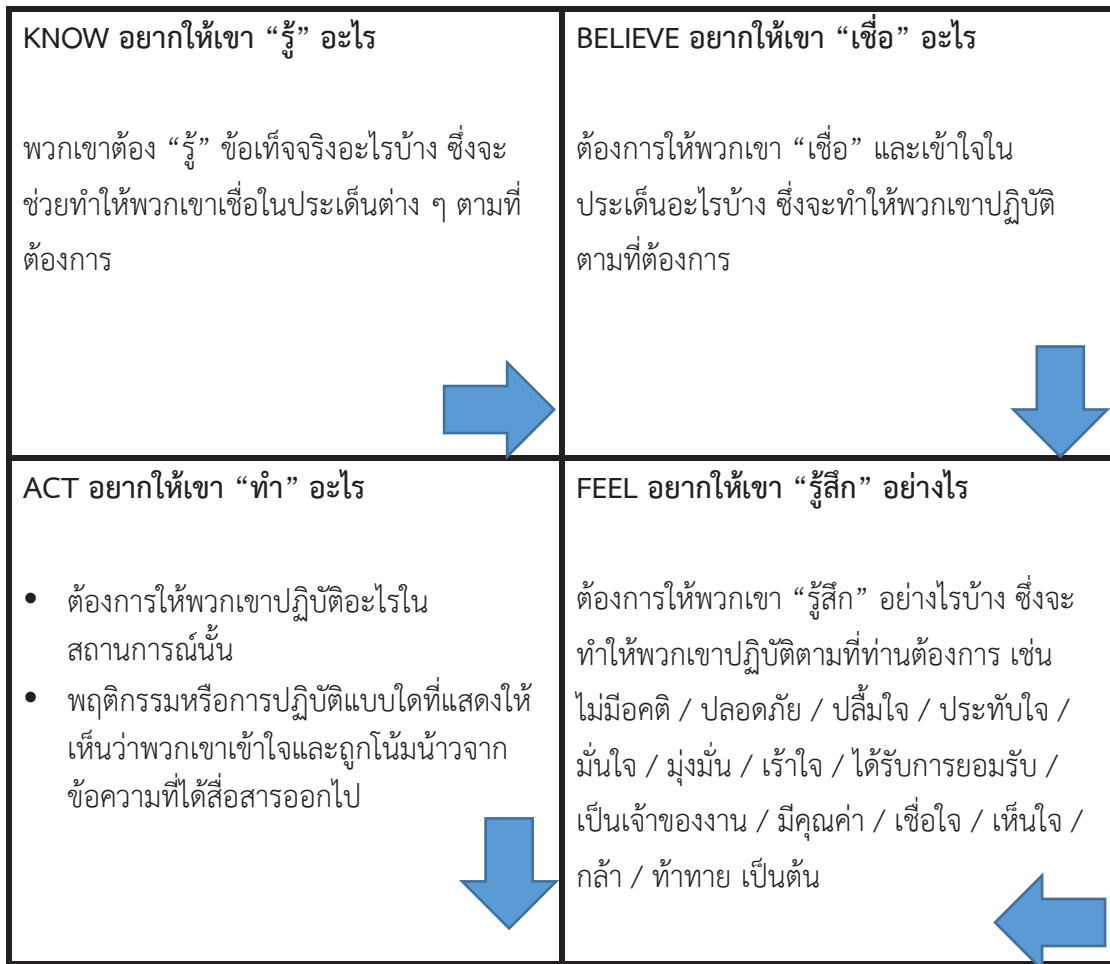 KNOW อยากให้เขา “รู้” อะไร
พวกเขาต้อง “รู้” ข้อเท็จจริงอะไรบ้าง ซึ่งจะ
ช่วยทำให้พวกเขาเชื่อในประเด็นต่าง ๆ ตามที่
ต้องการ
BELIEVE อยากให้เขา “เชื่อ” อะไร
ต้องการให้พวกเขา “เชื่อ” และเข้าใจใน
ประเด็นอะไรบ้าง ซึ่งจะทำให้พวกเขาปฏิบัติ
ตามที่ต้องการ
ACT อยากให้เขา “ทำ” อะไร
• ต้องการให้พวกเขาปฏิบัติอะไรใน
สถานการณ์นั้น
• พฤติกรรมหรือการปฏิบัติแบบใดที่แสดงให้
เห็นว่าพวกเขาเข้าใจและถูกโน้มน้าวจาก
ข้อความที่ได้สื่อสารออกไป
FEEL อยากให้เขา “รู้สึก” อย่างไร
ต้องการให้พวกเขา “รู้สึก” อย่างไรบ้าง ซึ่งจะ
ทำให้พวกเขาปฏิบัติตามที่ท่านต้องการ เช่น
ไม่มีอคติ / ปลอดภัย / ปลื้มใจ / ประทับใจ /
มั่นใจ / มุ่งมั่น / เร้าใจ / ได้รับการยอมรับ /
เป็นเจ้าของงาน / มีคุณค่า / เชื่อใจ / เห็นใจ /
กล้า / ท้าทาย เป็นต้น